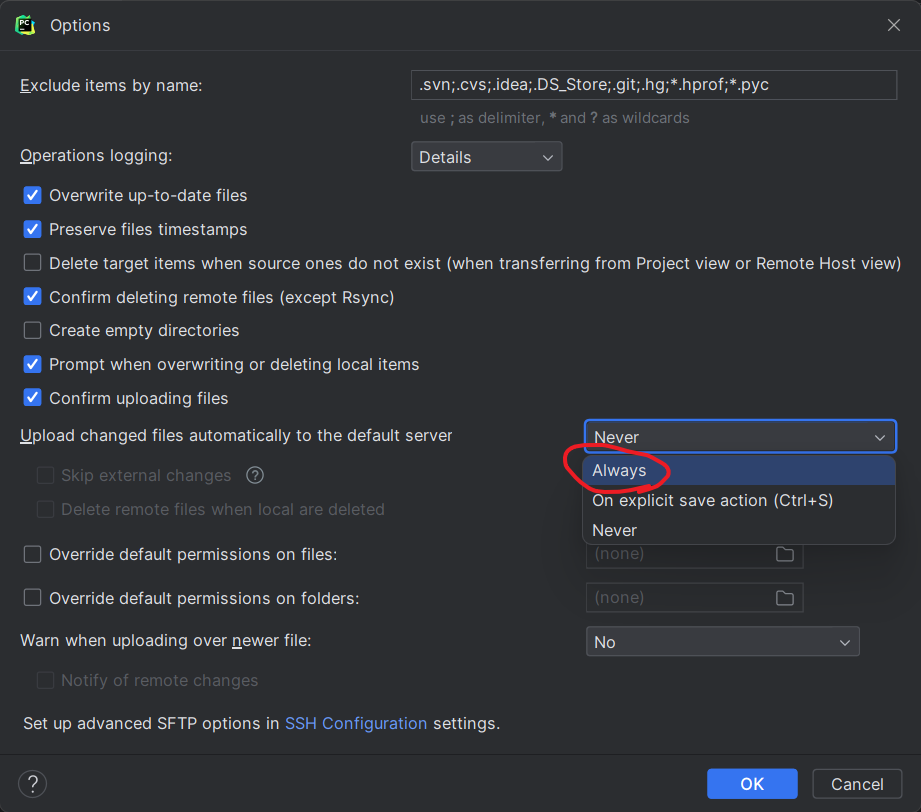 PC
Options
Exclude items by name: .svn;.cvs;.idea;.DS_Store;.git;.hg;*.hprof;*.pyc
use ; as delimiter, * and ? as wildcards
Operations logging: Details
Overwrite up-to-date files
Preserve files timestamps
Delete target items when source ones do not exist (when transferring from Project view or Remote Host view)
Confirm deleting remote files (except Rsync)
Create empty directories
Prompt when overwriting or deleting local items
Confirm uploading files
Upload changed files automatically to the default server Never
Always
Skip external changes ?
On explicit save action (Ctrl+S)
Delete remote files when local are deleted
Never
Override default permissions on files: (none)
Override default permissions on folders: (none)
Warn when uploading over newer file: No
Notify of remote changes
Set up advanced SFTP options in SSH Configuration settings.
? OK Cancel